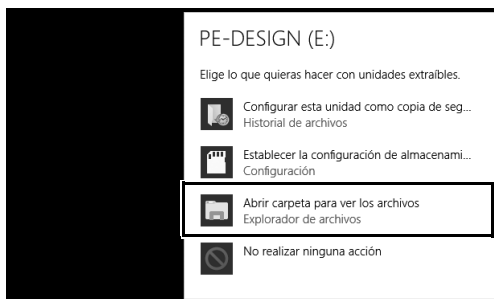 PE-DESIGN (E:)
Elige lo que quieras hacer con unidades extraíbles.
Configurar esta unidad como copia de seg...
Historial de archivos
Establecer la configuración de almacenami...
Configuración
Abrir carpeta para ver los archivos
Explorador de archivos
No realizar ninguna acción